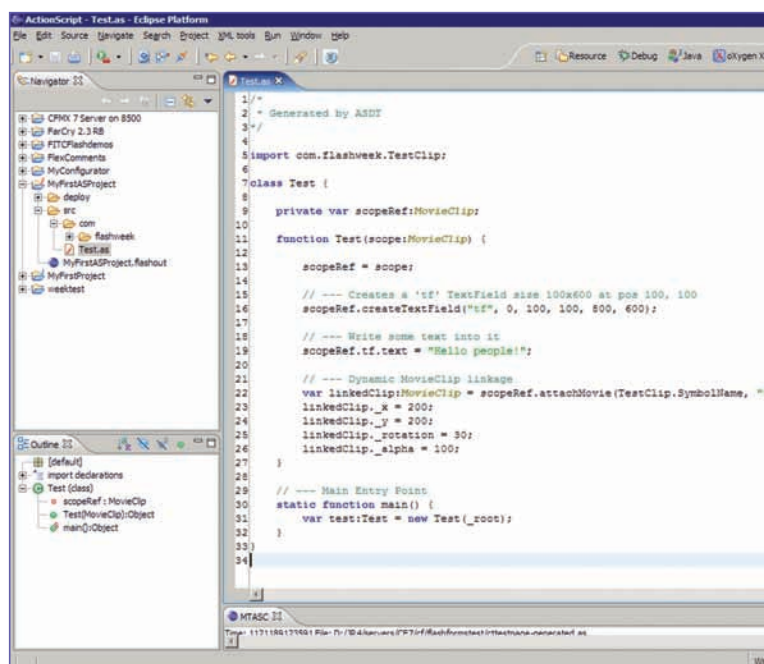 ActionScript - Test.as - Eclipse Platform
File Edit Source Navigate Search Project XML tools Run Window Help
Resource Debug Java oXygen X
Navigator
CFMX 7 Server on 8500
FarCry 2.3 RB
FITCFlashdemos
FlexComments
MyConfigurator
MyFirstASProject
deploy
src
com
flashweek
Test.as
MyFirstASProject.flashout
MyFirstProject
weektest
Outline
[default]
import declarations
Test (class)
scopeRef : MovieClip
Test(MovieClip):Object
main():Object
Test.as
1 /*
2 * Generated by ASDT
3 */
4
5 import com.flashweek.TestClip;
6
7 class Test {
8
9 private var scopeRef:MovieClip;
10
11 function Test(scope:MovieClip) {
12
13 scopeRef = scope;
14
15 // --- Creates a 'tf' TextField size 100x600 at pos 100, 100
16 scopeRef.createTextField("tf", 0, 100, 100, 800, 600);
17
18 // --- Write some text into it
19 scopeRef.tf.text = "Hello people!";
20
21 // --- Dynamic MovieClip linkage
22 var linkedClip:MovieClip = scopeRef.attachMovie(TestClip.SymbolName, "
23 linkedClip._x = 200;
24 linkedClip._y = 200;
25 linkedClip._rotation = 30;
26 linkedClip._alpha = 100;
27 }
28
29 // --- Main Entry Point
30 static function main() {
31 var test:Test = new Test(_root);
32 }
33 }
34
MTASC